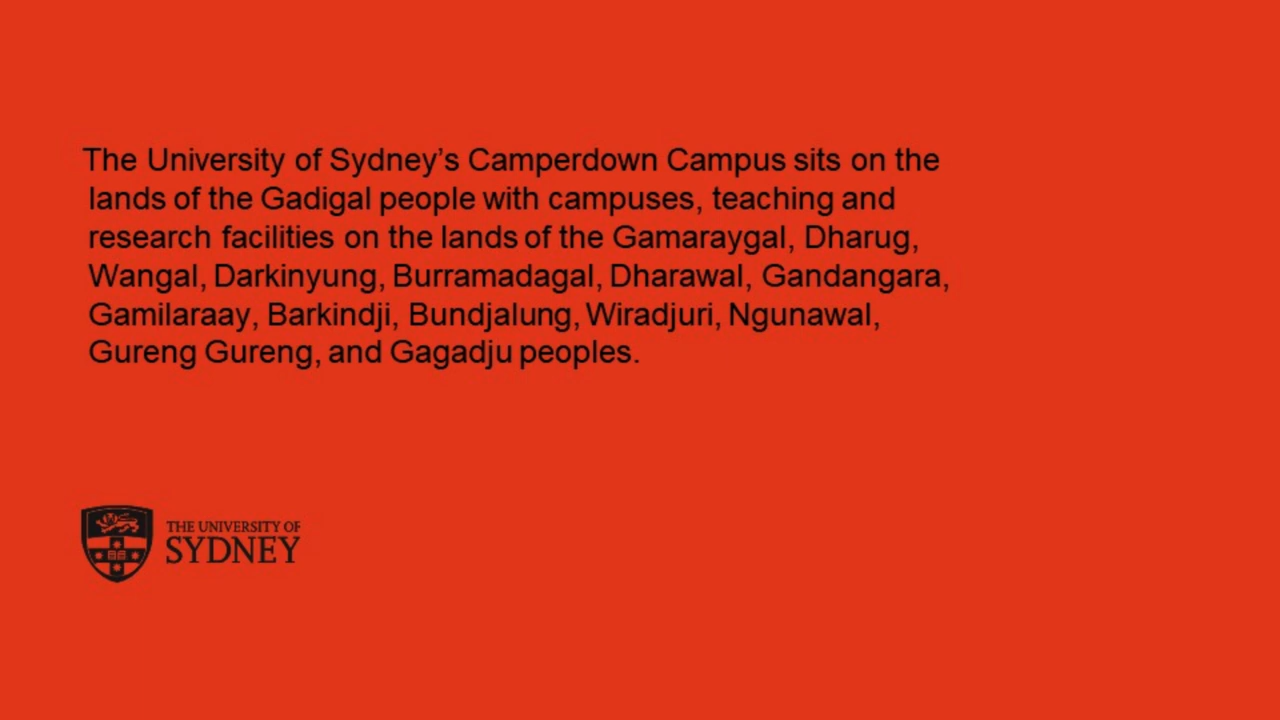 The University of Sydney’s Camperdown Campus sits on the
lands of the Gadigal people with campuses, teaching and
research facilities on the lands of the Gamaraygal, Dharug,
Wangal, Darkinyung, Burramadagal, Dharawal, Gandangara,
Gamilaraay, Barkindji, Bundjalung, Wiradjuri, Ngunawal,
Gureng Gureng, and Gagadju peoples.
THE UNIVERSITY OF
SYDNEY